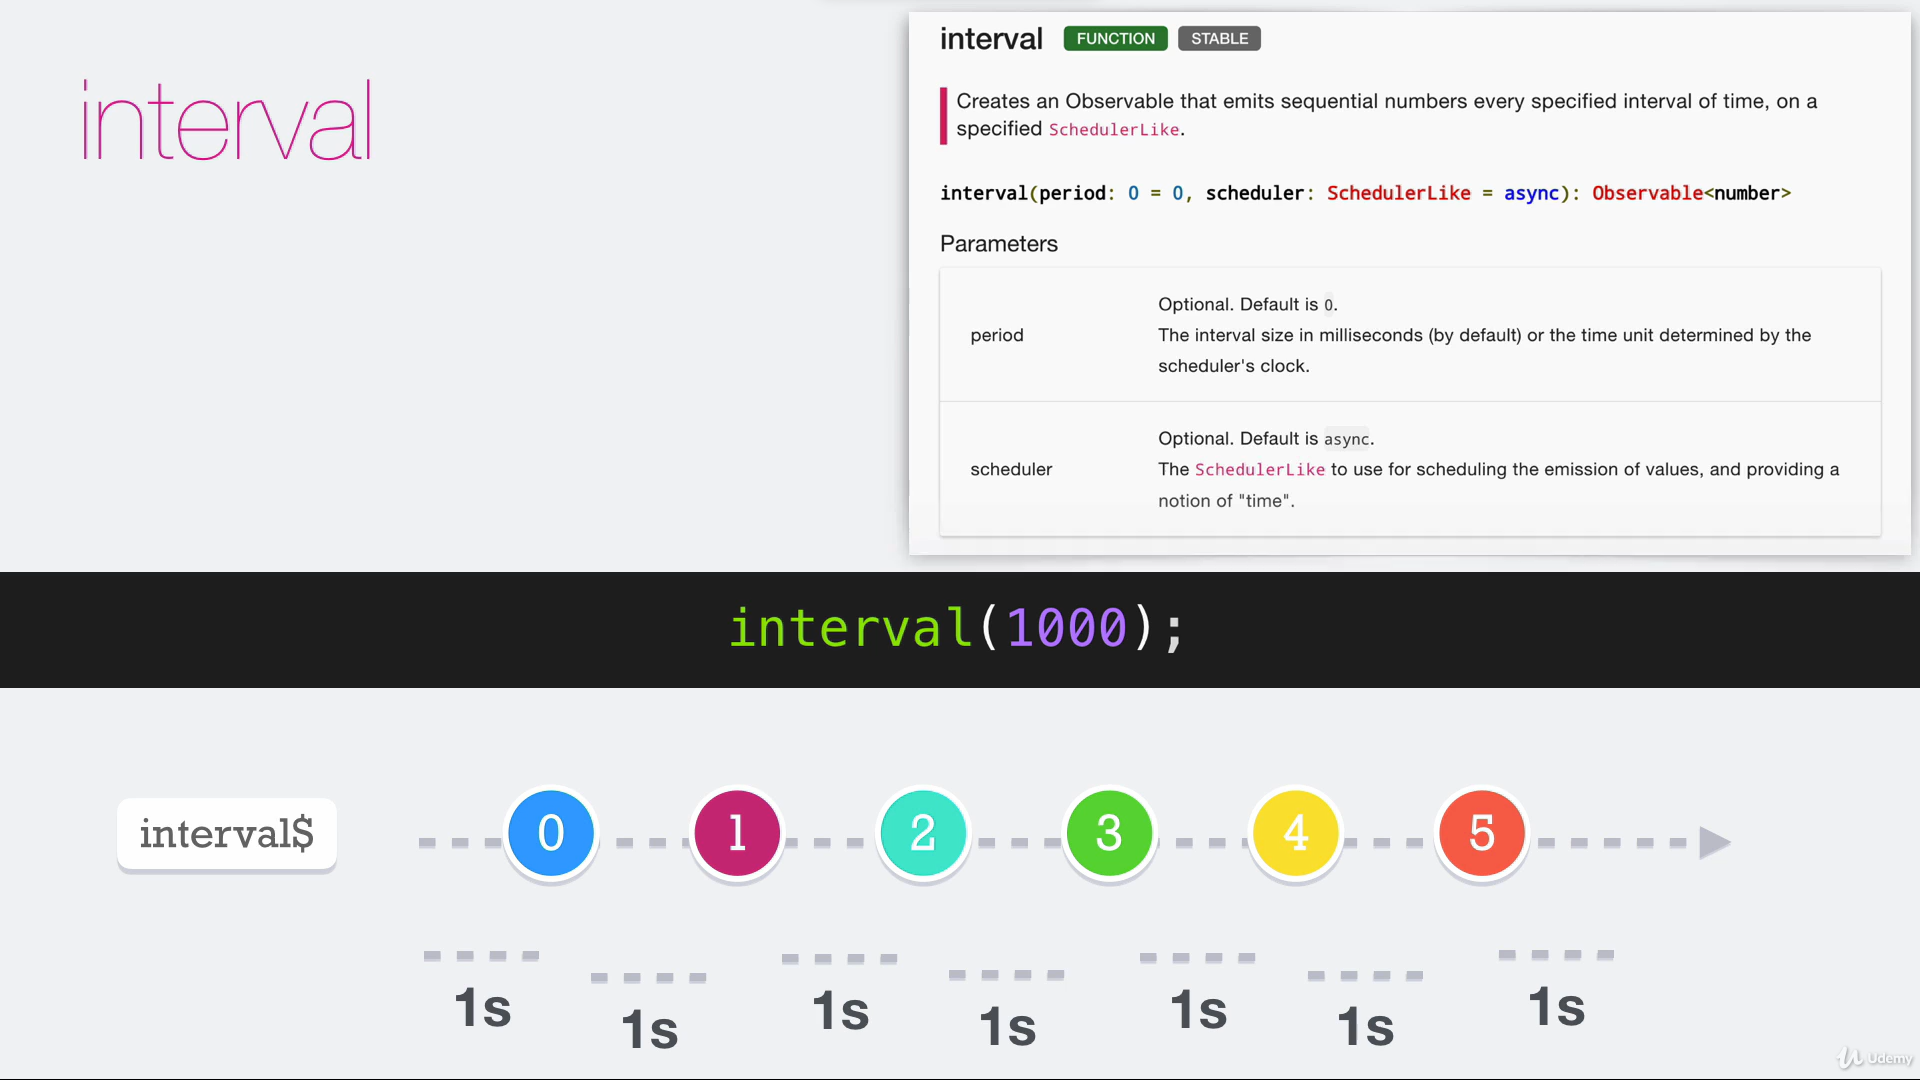 interval
interval FUNCTION STABLE
Creates an Observable that emits sequential numbers every specified interval of time, on a
specified SchedulerLike.
interval(period: 0 = 0, scheduler: SchedulerLike = async): Observable<number>
Parameters
period
Optional. Default is 0.
The interval size in milliseconds (by default) or the time unit determined by the
scheduler's clock.
scheduler
Optional. Default is async.
The SchedulerLike to use for scheduling the emission of values, and providing a
notion of "time".
interval(1000);
interval$ 0 1 2 3 4 5
1s 1s 1s 1s 1s 1s 1s
Udemy